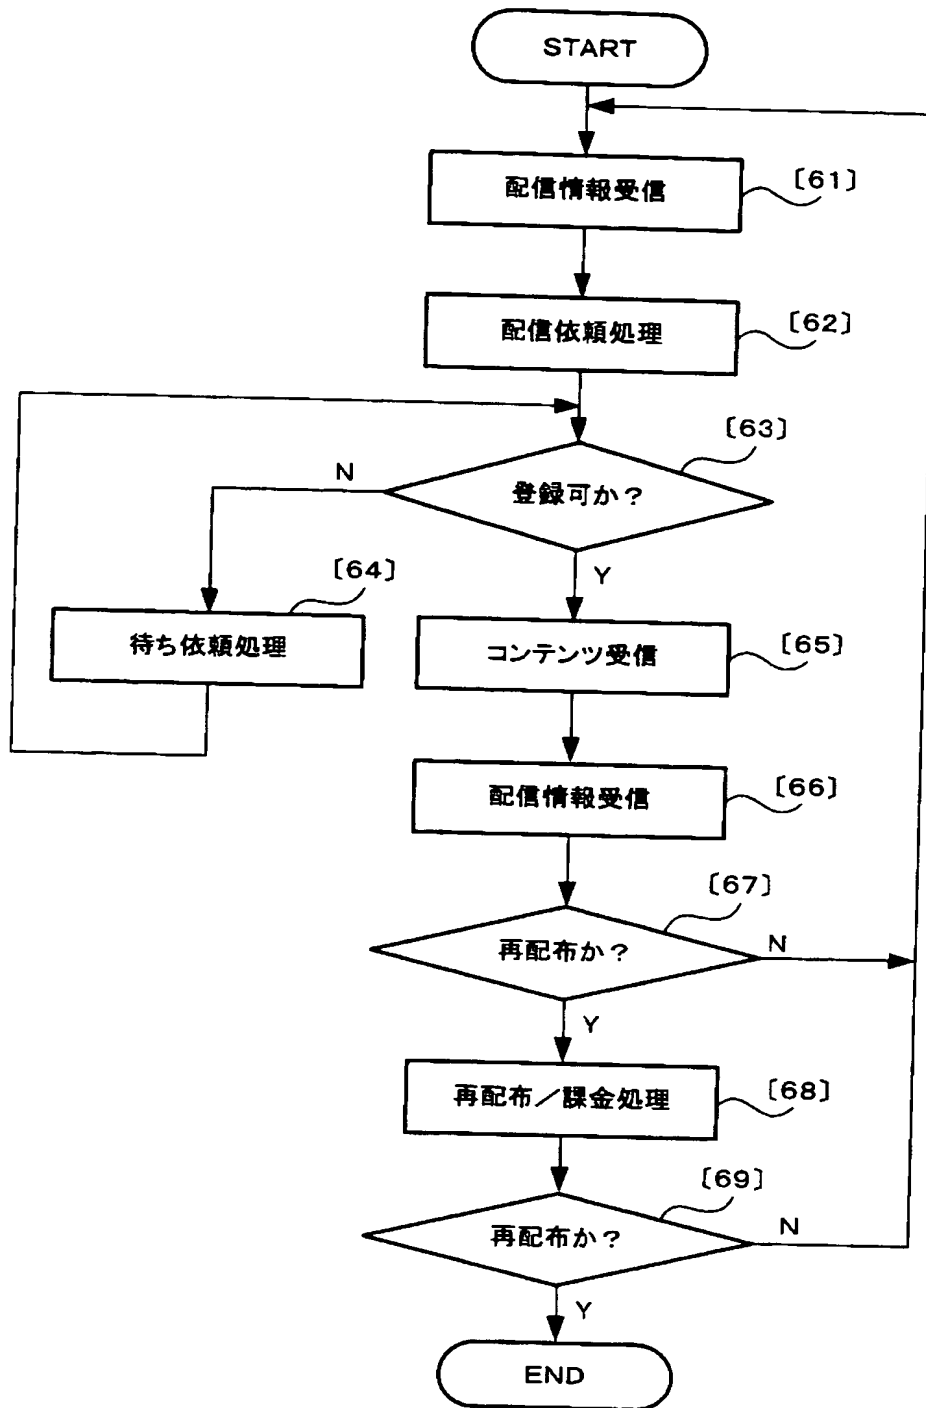 START
配信情報受信
〔61〕
配信依頼処理
〔62〕
〔63〕
登録可か?
N
Y
〔64〕
待ち依頼処理
コンテンツ受信
〔65〕
配信情報受信
〔66〕
〔67〕
再配布か?
N
Y
再配布/課金処理
〔68〕
〔69〕
再配布か?
N
Y
END